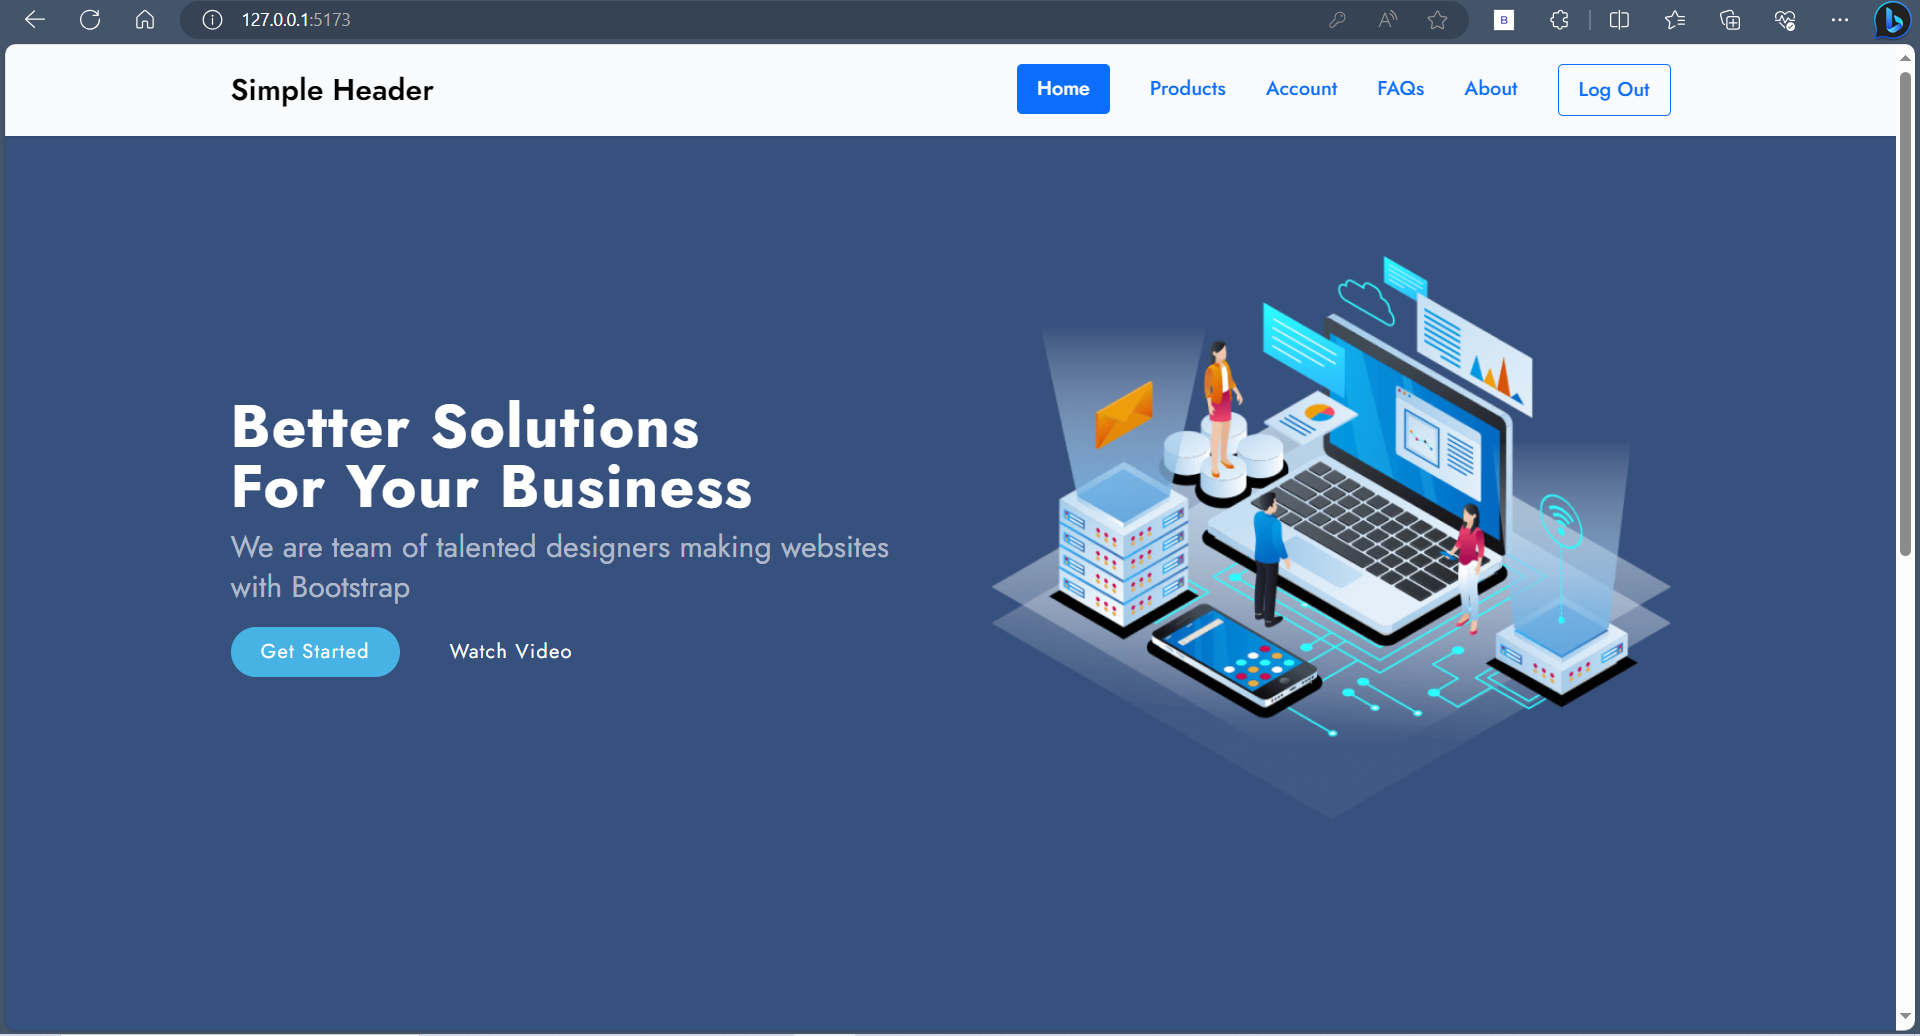 127.0.0.1:5173
B
Simple Header
Home
Products
Account
FAQs
About
Log Out
Better Solutions
For Your Business
We are team of talented designers making websites
with Bootstrap
Get Started
Watch Video